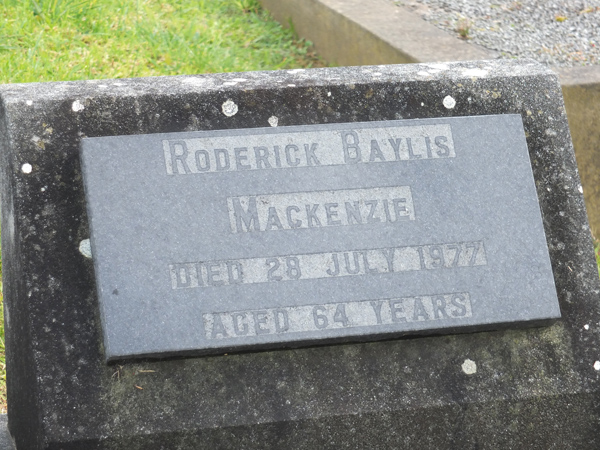 RODERICK BAYLIS
MACKENZIE
DIED 28 JULY 1977
AGED 64 YEARS